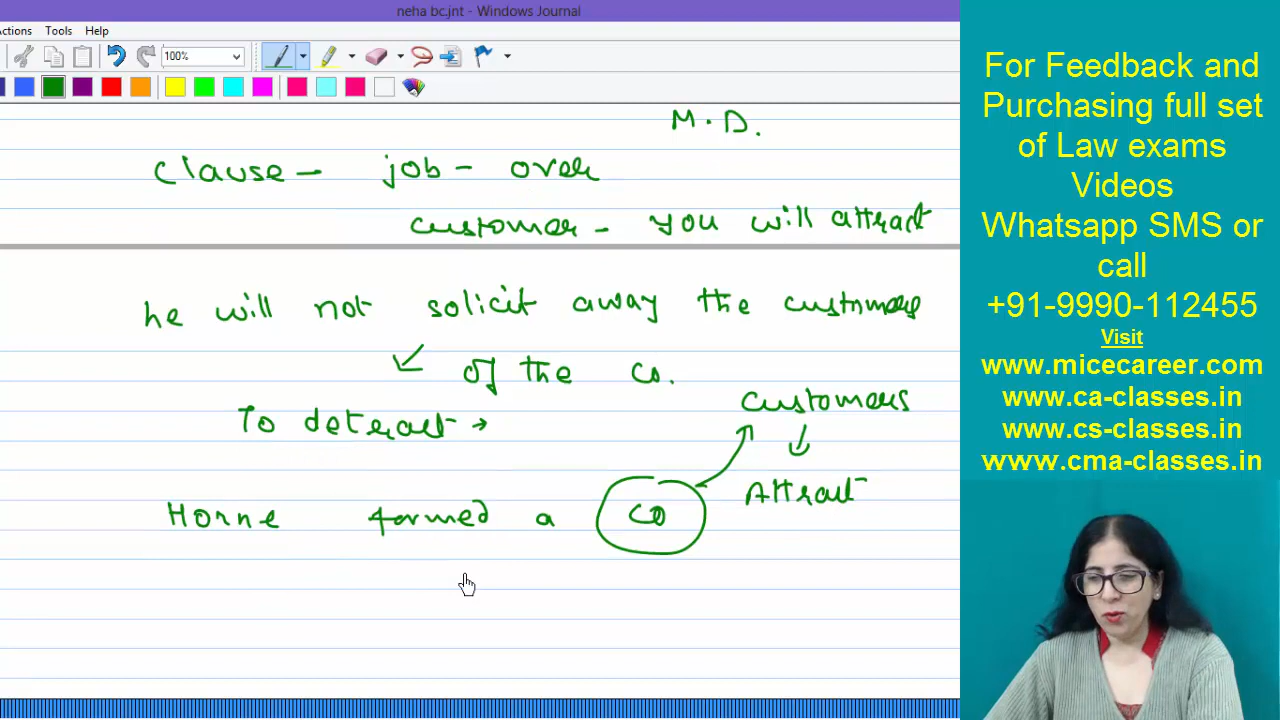 neha bc.jnt - Windows Journal
Actions Tools Help
100%
M.D.
clause - job - over
customer - you will attract
he will not solicit away the customers
of the co.
To detract →
customers
Attract
Horne formed a co
For Feedback and
Purchasing full set
of Law exams
Videos
Whatsapp SMS or
call
+91-9990-112455
Visit
www.micecareer.com
www.ca-classes.in
www.cs-classes.in
www.cma-classes.in